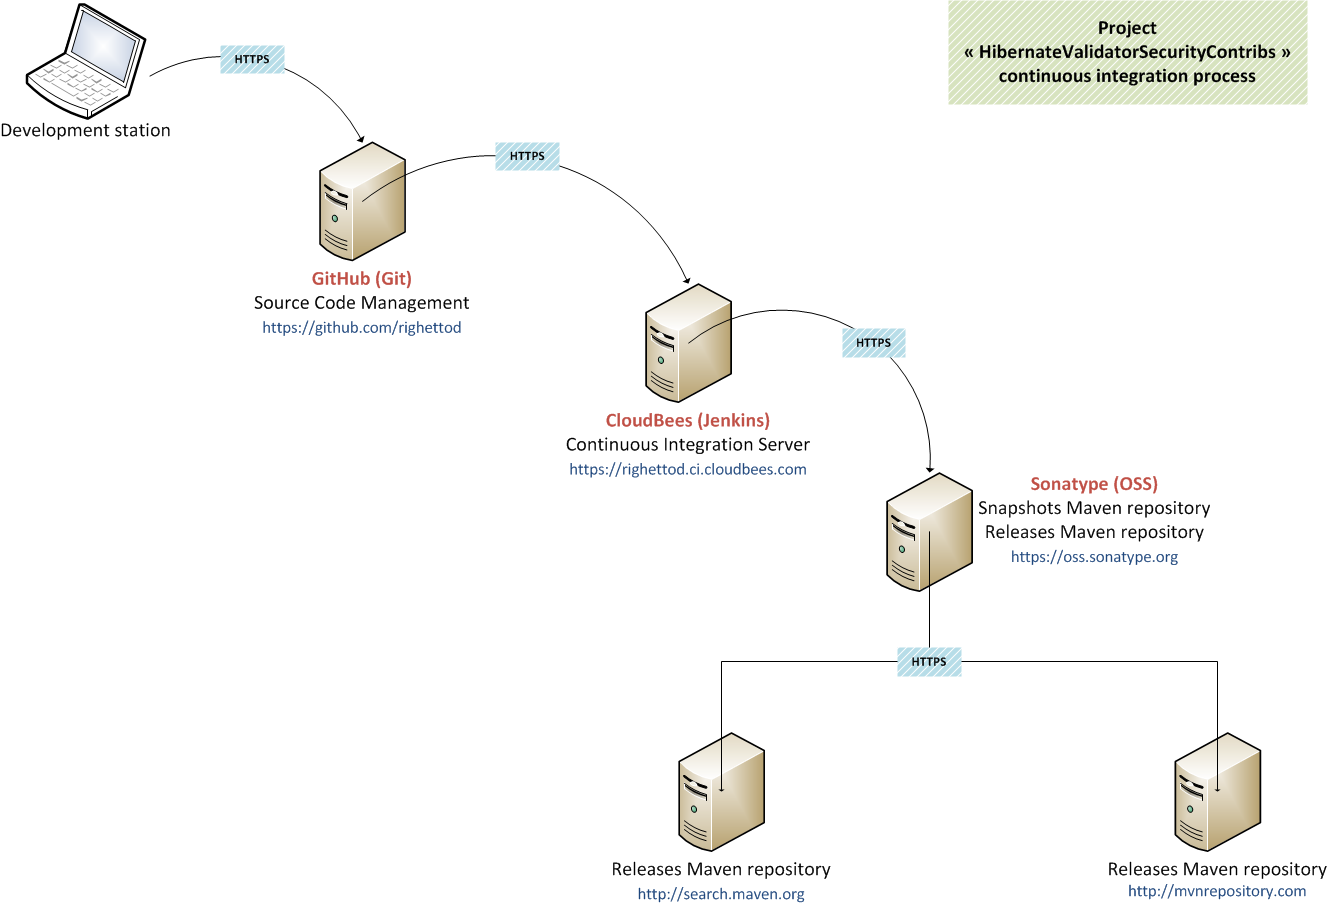 Project
« HibernateValidatorSecurityContribs »
continuous integration process
HTTPS
Development station
HTTPS
GitHub (Git)
Source Code Management
https://github.com/righettod
HTTPS
CloudBees (Jenkins)
Continuous Integration Server
https://righettod.ci.cloudbees.com
Sonatype (OSS)
Snapshots Maven repository
Releases Maven repository
https://oss.sonatype.org
HTTPS
Releases Maven repository
http://search.maven.org
Releases Maven repository
http://mvnrepository.com